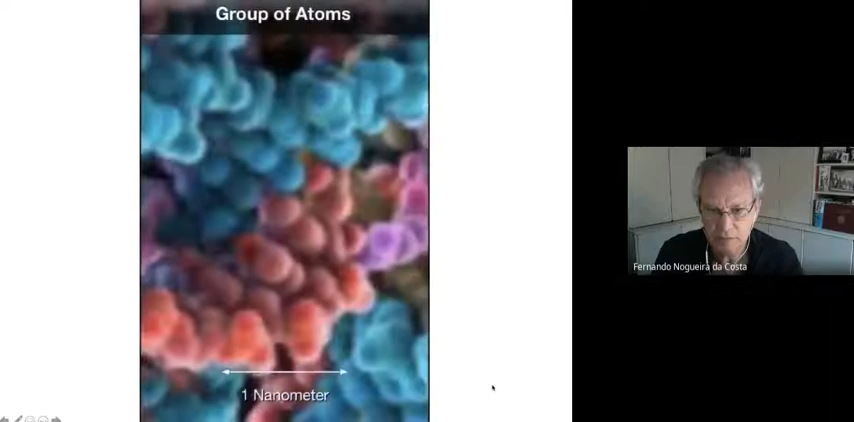 Group of Atoms
1 Nanometer
Fernando Nogueira da Costa